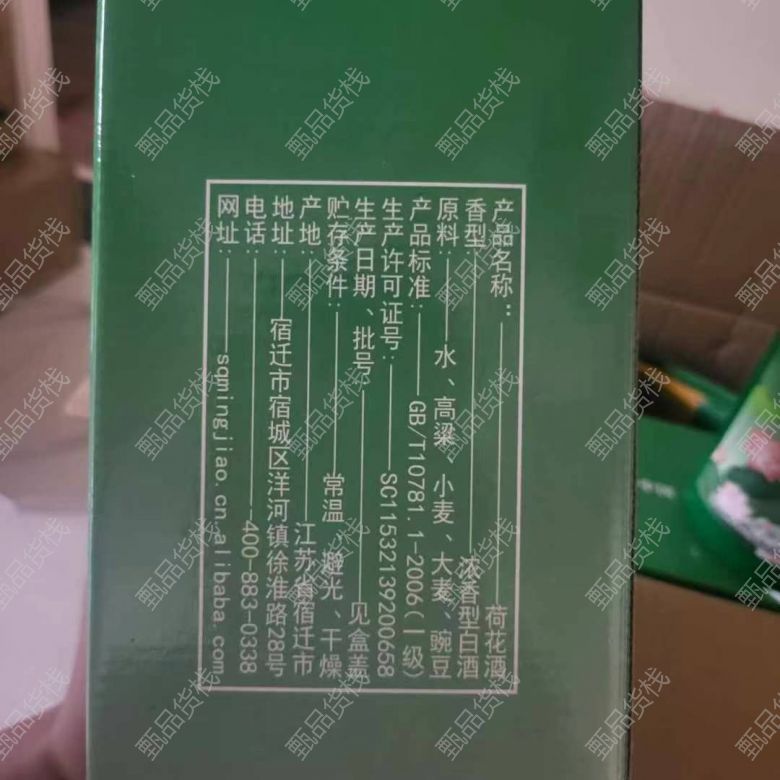 产品名称：荷花酒
香型：浓香型白酒
原料：水、高粱、小麦、大麦、豌豆
产品标准：GB/T10781.1-2006(一级)
生产许可证号：SC11532139200658
生产日期、批号 见盒盖
贮存条件：常温 避光、干燥
产地：江苏省宿迁市
地址：宿迁市宿城区洋河镇徐淮路28号
电话：400-883-0338
网址：sqmingjiao.cn.alibaba.com
甄品货栈